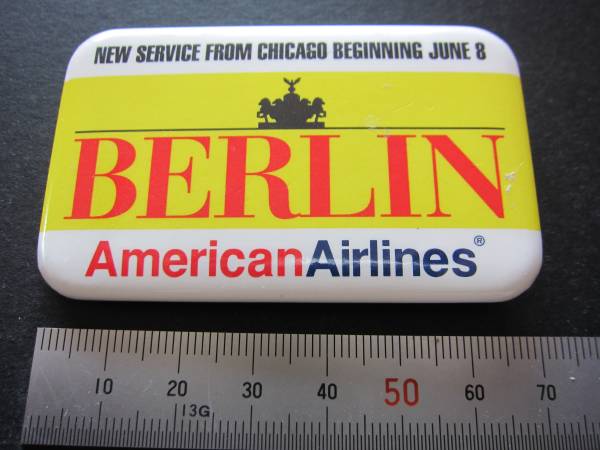 NEW SERVICE FROM CHICAGO BEGINNING JUNE 8
BERLIN
AmericanAirlines®
10 20 30 40 50 60 70
13G